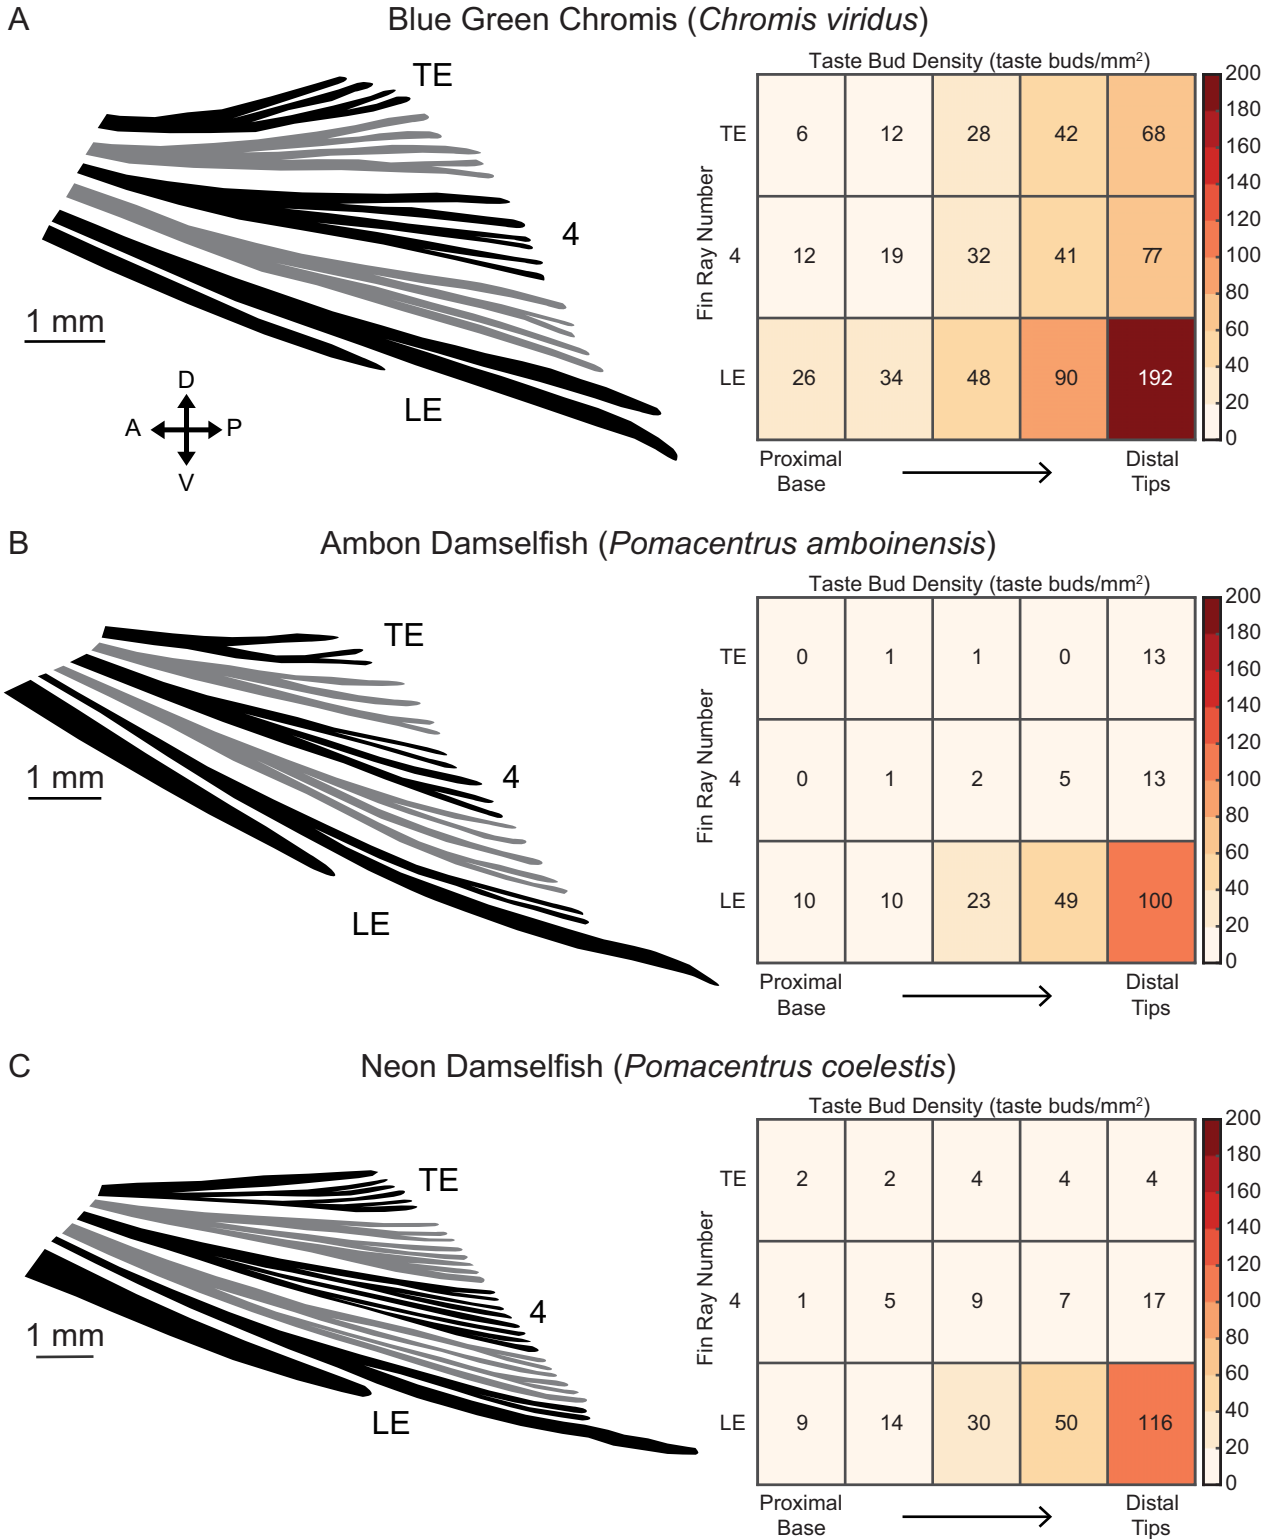 A
Blue Green Chromis (Chromis viridus)
TE
4
LE
1 mm
D
A
P
V
Taste Bud Density (taste buds/mm²)
Fin Ray Number
TE
6 12 28 42 68
4
12 19 32 41 77
LE
26 34 48 90 192
Proximal
Base
Distal
Tips
200
180
160
140
120
100
80
60
40
20
0
B
Ambon Damselfish (Pomacentrus amboinensis)
TE
4
LE
1 mm
Taste Bud Density (taste buds/mm²)
Fin Ray Number
TE
0 1 1 0 13
4
0 1 2 5 13
LE
10 10 23 49 100
Proximal
Base
Distal
Tips
200
180
160
140
120
100
80
60
40
20
0
C
Neon Damselfish (Pomacentrus coelestis)
TE
4
LE
1 mm
Taste Bud Density (taste buds/mm²)
Fin Ray Number
TE
2 2 4 4 4
4
1 5 9 7 17
LE
9 14 30 50 116
Proximal
Base
Distal
Tips
200
180
160
140
120
100
80
60
40
20
0